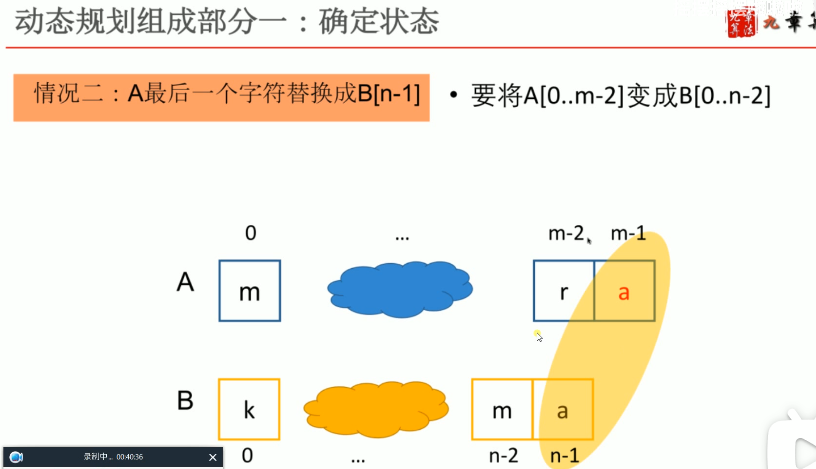 动态规划组成部分一：确定状态
九章算
情况二：A最后一个字符替换成B[n-1]
• 要将A[0..m-2]变成B[0..n-2]
0 ... m-2、 m-1
A m r a
B k m a
0 ... n-2 n-1
录制中... 00:40:36